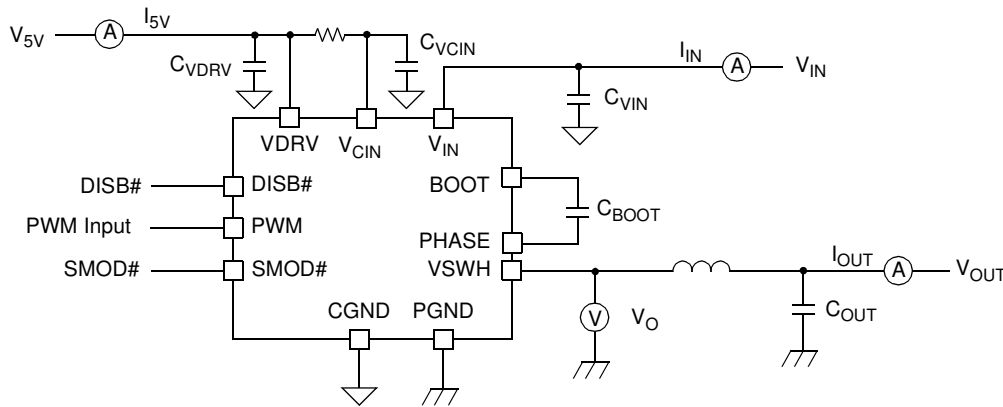 I5V
V5V
A
CVDRV
CVCIN
IIN
A
VIN
CVIN
VDRV
VCIN
VIN
DISB#
DISB#
BOOT
CBOOT
PWM Input
PWM
PHASE
SMOD#
SMOD#
VSWH
IOUT
A
VOUT
CGND
PGND
V
VO
COUT